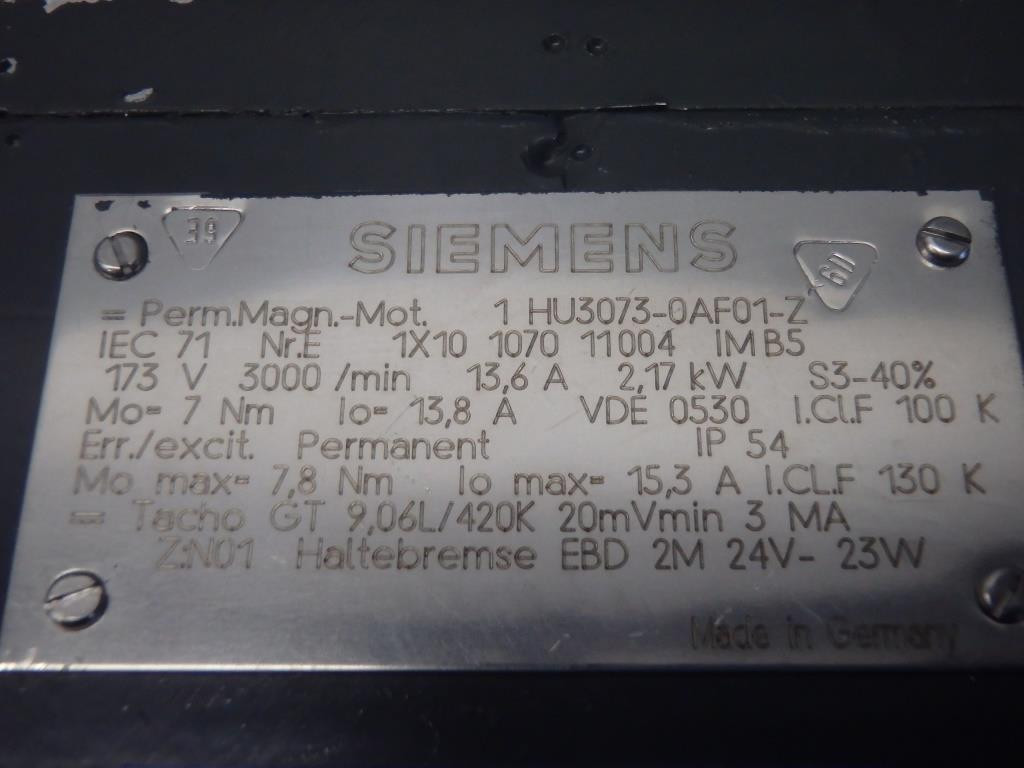 39
SIEMENS
= Perm.Magn.-Mot. 1 HU3073-0AF01-Z
IEC 71 Nr.E 1X10 1070 11004 IM B5
173 V 3000 /min 13,6 A 2,17 kW S3-40%
Mo= 7 Nm Io= 13,8 A VDE 0530 I.Cl.F 100 K
Err./excit. Permanent IP 54
Mo max= 7,8 Nm Io max= 15,3 A I.CL.F 130 K
= Tacho GT 9,06L/420K 20mVmin 3 MA
Z:N01 Haltebremse EBD 2M 24V- 23W
Made in Germany